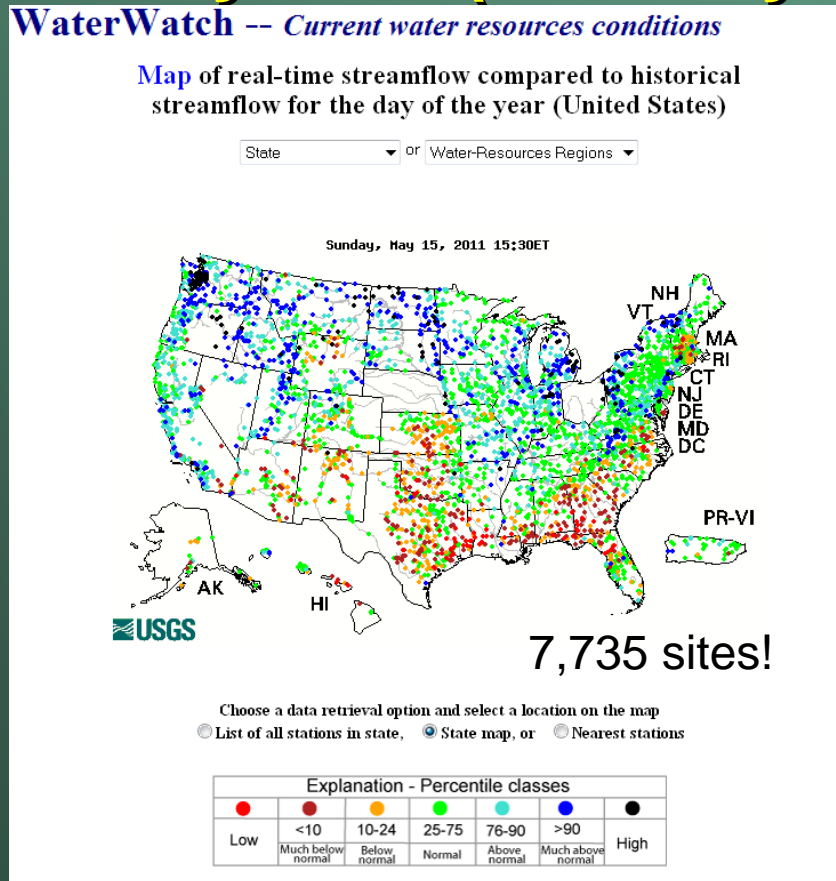 WaterWatch -- Current water resources conditions
Map of real-time streamflow compared to historical
streamflow for the day of the year (United States)
State or Water-Resources Regions
Sunday, May 15, 2011 15:30ET
NH
VT
MA
RI
CT
NJ
DE
MD
DC
PR-VI
AK
HI
USGS
7,735 sites!
Choose a data retrieval option and select a location on the map
List of all stations in state, State map, or Nearest stations
Explanation - Percentile classes
Low <10 10-24 25-75 76-90 >90 High
Much below normal Below normal Normal Above normal Much above normal